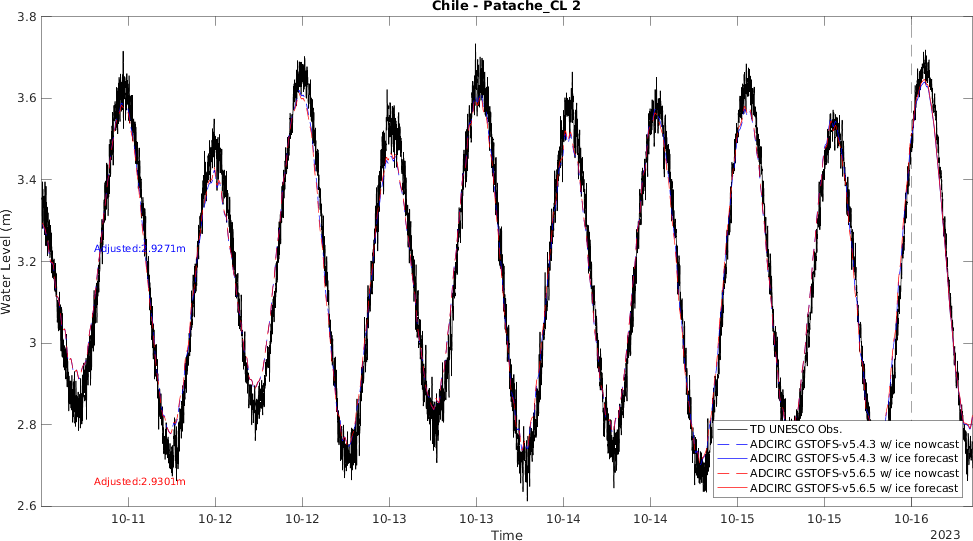 Chile - Patache_CL 2
3.8
3.6
3.4
3.2
3
2.8
2.6
Water Level (m)
Adjusted:2.9271m
Adjusted:2.9301m
TD UNESCO Obs.
ADCIRC GSTOFS-v5.4.3 w/ ice nowcast
ADCIRC GSTOFS-v5.4.3 w/ ice forecast
ADCIRC GSTOFS-v5.6.5 w/ ice nowcast
ADCIRC GSTOFS-v5.6.5 w/ ice forecast
10-11 10-12 10-12 10-13 10-13 10-14 10-14 10-15 10-15 10-16
Time
2023